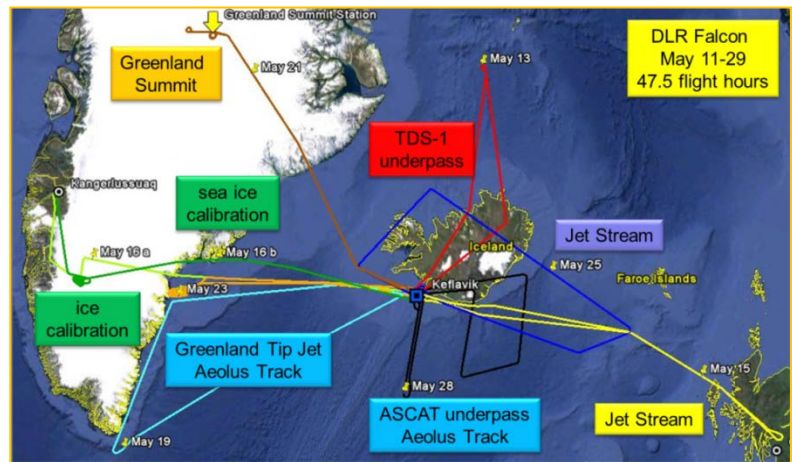 Greenland Summit Station
DLR Falcon
May 11-29
47.5 flight hours
Greenland
Summit
May 21
May 13
TDS-1
underpass
Kangerlussuaq
sea ice
calibration
Iceland
Jet Stream
May 16 a
May 16 b
May 25
Faroe Islands
May 23
Keflavik
ice
calibration
Greenland Tip Jet
Aeolus Track
May 15
May 28
ASCAT underpass
Aeolus Track
Jet Stream
May 19